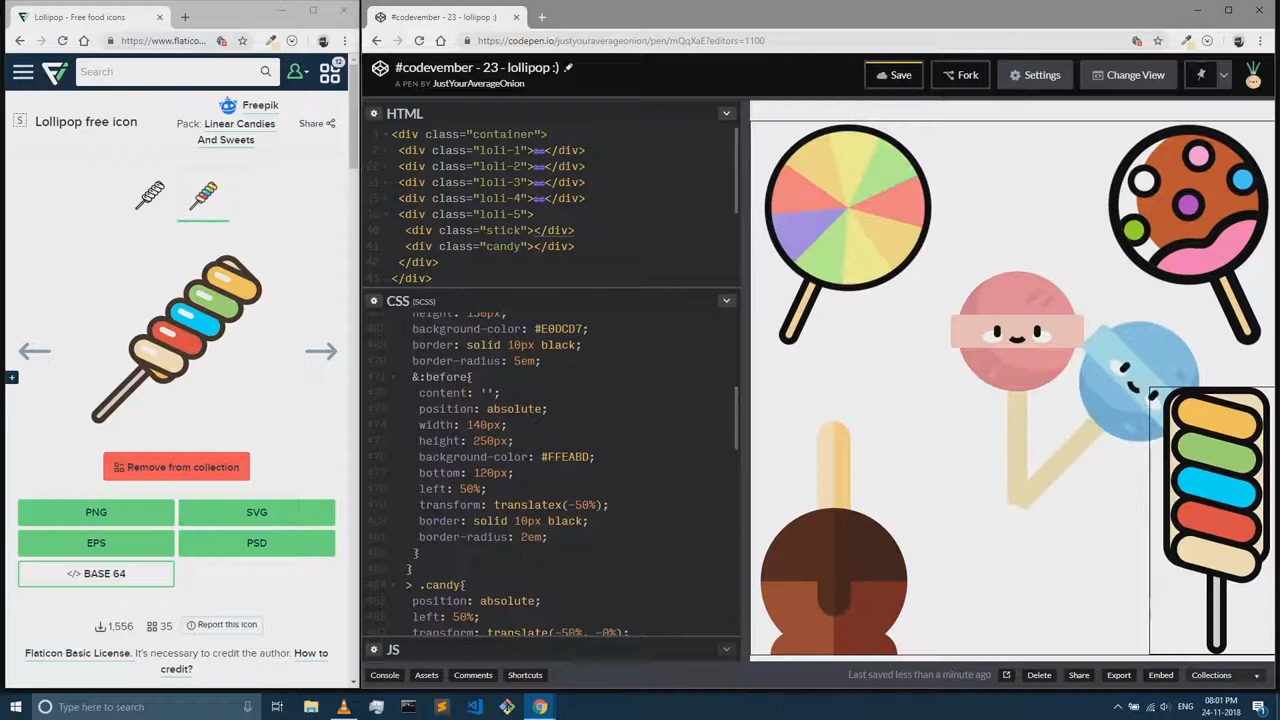 Lollipop - Free food icons
#codevember - 23 - lollipop :)
https://www.flatico...
https://codepen.io/justyouraverageonion/pen/mQqXaE?editores=1100
Search
12
Lollipop free icon
Freepik
Pack: Linear Candies
And Sweets
Share
Remove from collection
PNG
SVG
EPS
PSD
</> BASE 64
1,556
35
Report this icon
Flaticon Basic License. It's necessary to credit the author. How to
credit?
#codevember - 23 - lollipop :)
A PEN BY JustYourAverageOnion
Save
Fork
Settings
Change View
HTML
<div class="container">
<div class="loli-1"></div>
<div class="loli-2"></div>
<div class="loli-3"></div>
<div class="loli-4"></div>
<div class="loli-5">
<div class="stick"></div>
<div class="candy"></div>
</div>
</div>
CSS (SCSS)
height: 150px;
background-color: #E0DCD7;
border: solid 10px black;
border-radius: 5em;
&:before{
content: '';
position: absolute;
width: 140px;
height: 250px;
background-color: #FFEABD;
bottom: 120px;
left: 50%;
transform: translatex(-50%);
border: solid 10px black;
border-radius: 2em;
}
}
> .candy{
position: absolute;
left: 50%;
transform: translate(-50%, -0%);
JS
Console
Assets
Comments
Shortcuts
Last saved less than a minute ago
Delete
Share
Export
Embed
Collections
Type here to search
ENG
08:01 PM
24-11-2018